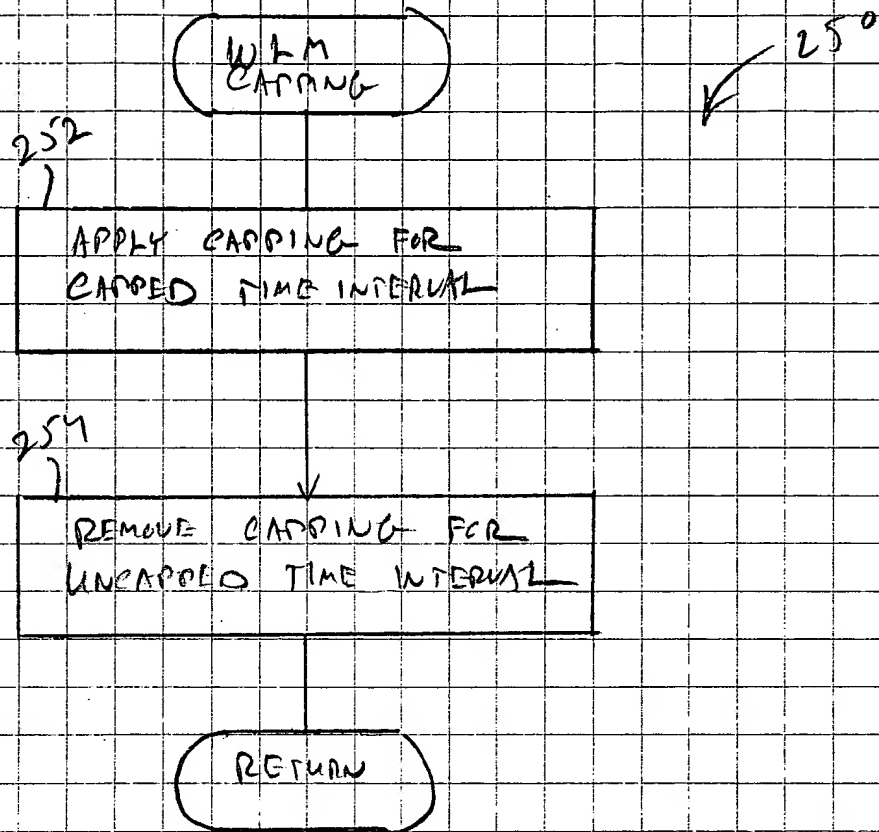 WLM
CAPPING
250
252
APPLY CAPPING FOR
CAPPED TIME INTERVAL
254
REMOVE CAPPING FOR
UNCAPPED TIME INTERVAL
RETURN